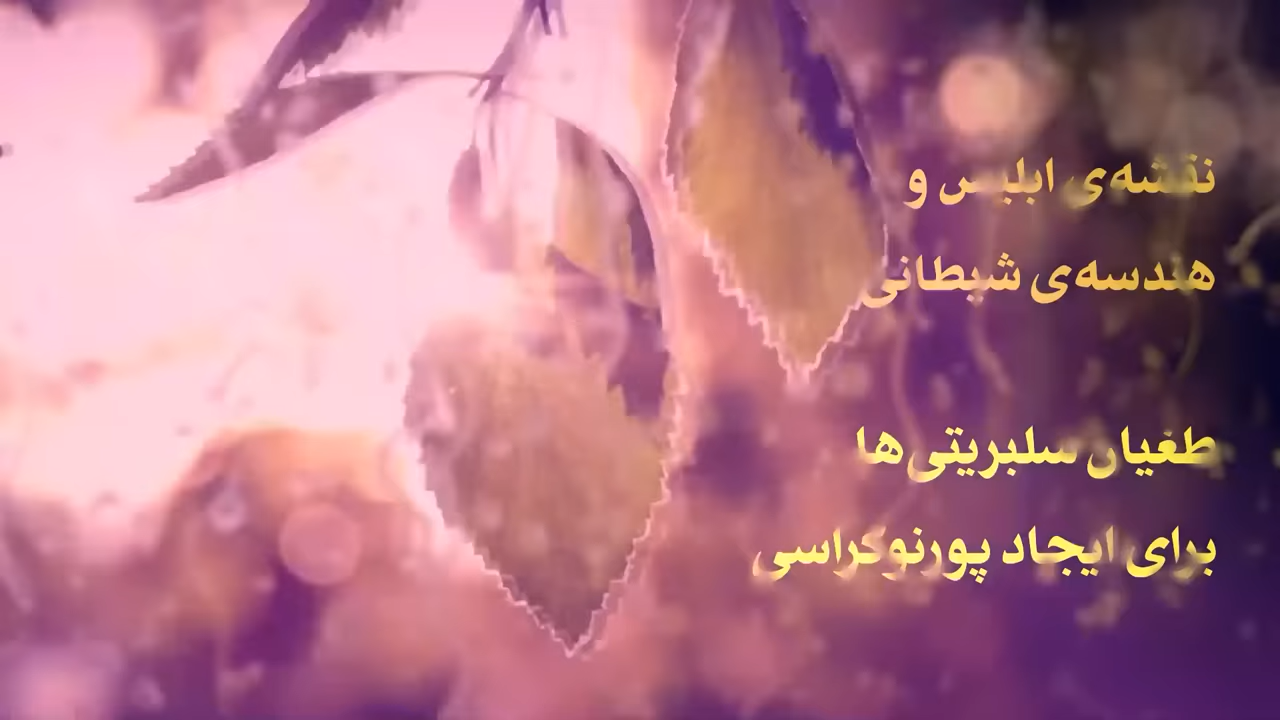 نقشه‌ی ابلیس و
هندسه‌ی شیطانی
طغیان سلبریتی‌ها
برای ایجاد پورنوکراسی